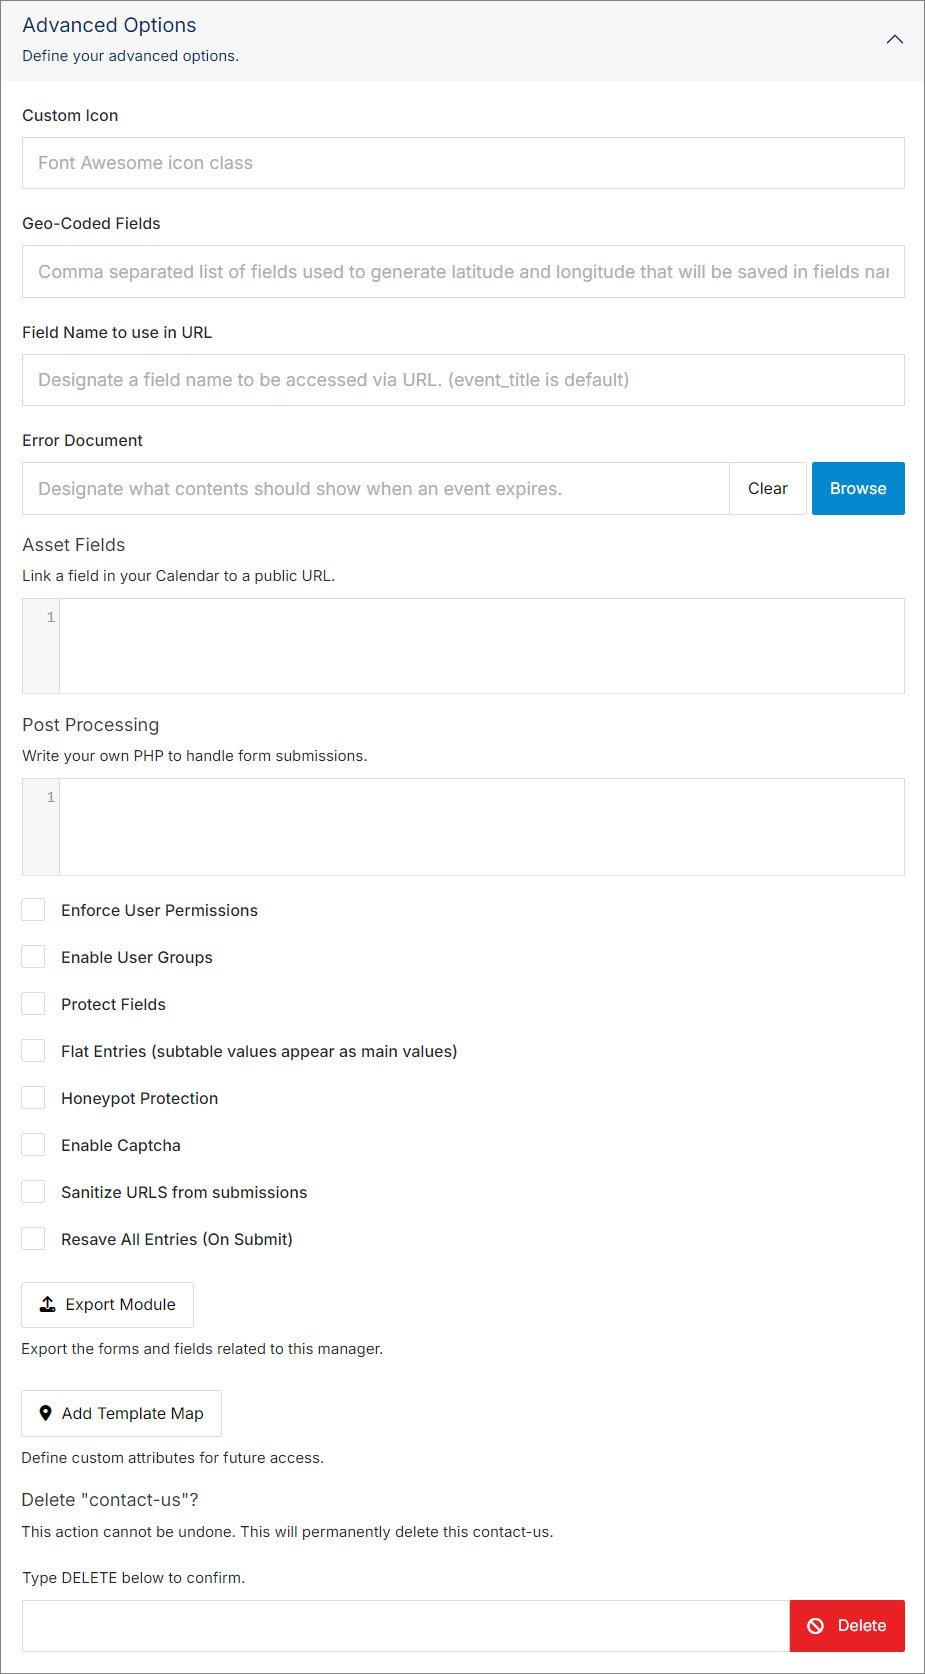 Advanced Options
Define your advanced options.
Custom Icon
Font Awesome icon class
Geo-Coded Fields
Comma separated list of fields used to generate latitude and longitude that will be saved in fields nar
Field Name to use in URL
Designate a field name to be accessed via URL. (event_title is default)
Error Document
Designate what contents should show when an event expires.
Clear
Browse
Asset Fields
Link a field in your Calendar to a public URL.
1
Post Processing
Write your own PHP to handle form submissions.
1
Enforce User Permissions
Enable User Groups
Protect Fields
Flat Entries (subtable values appear as main values)
Honeypot Protection
Enable Captcha
Sanitize URLS from submissions
Resave All Entries (On Submit)
Export Module
Export the forms and fields related to this manager.
Add Template Map
Define custom attributes for future access.
Delete "contact-us"?
This action cannot be undone. This will permanently delete this contact-us.
Type DELETE below to confirm.
Delete